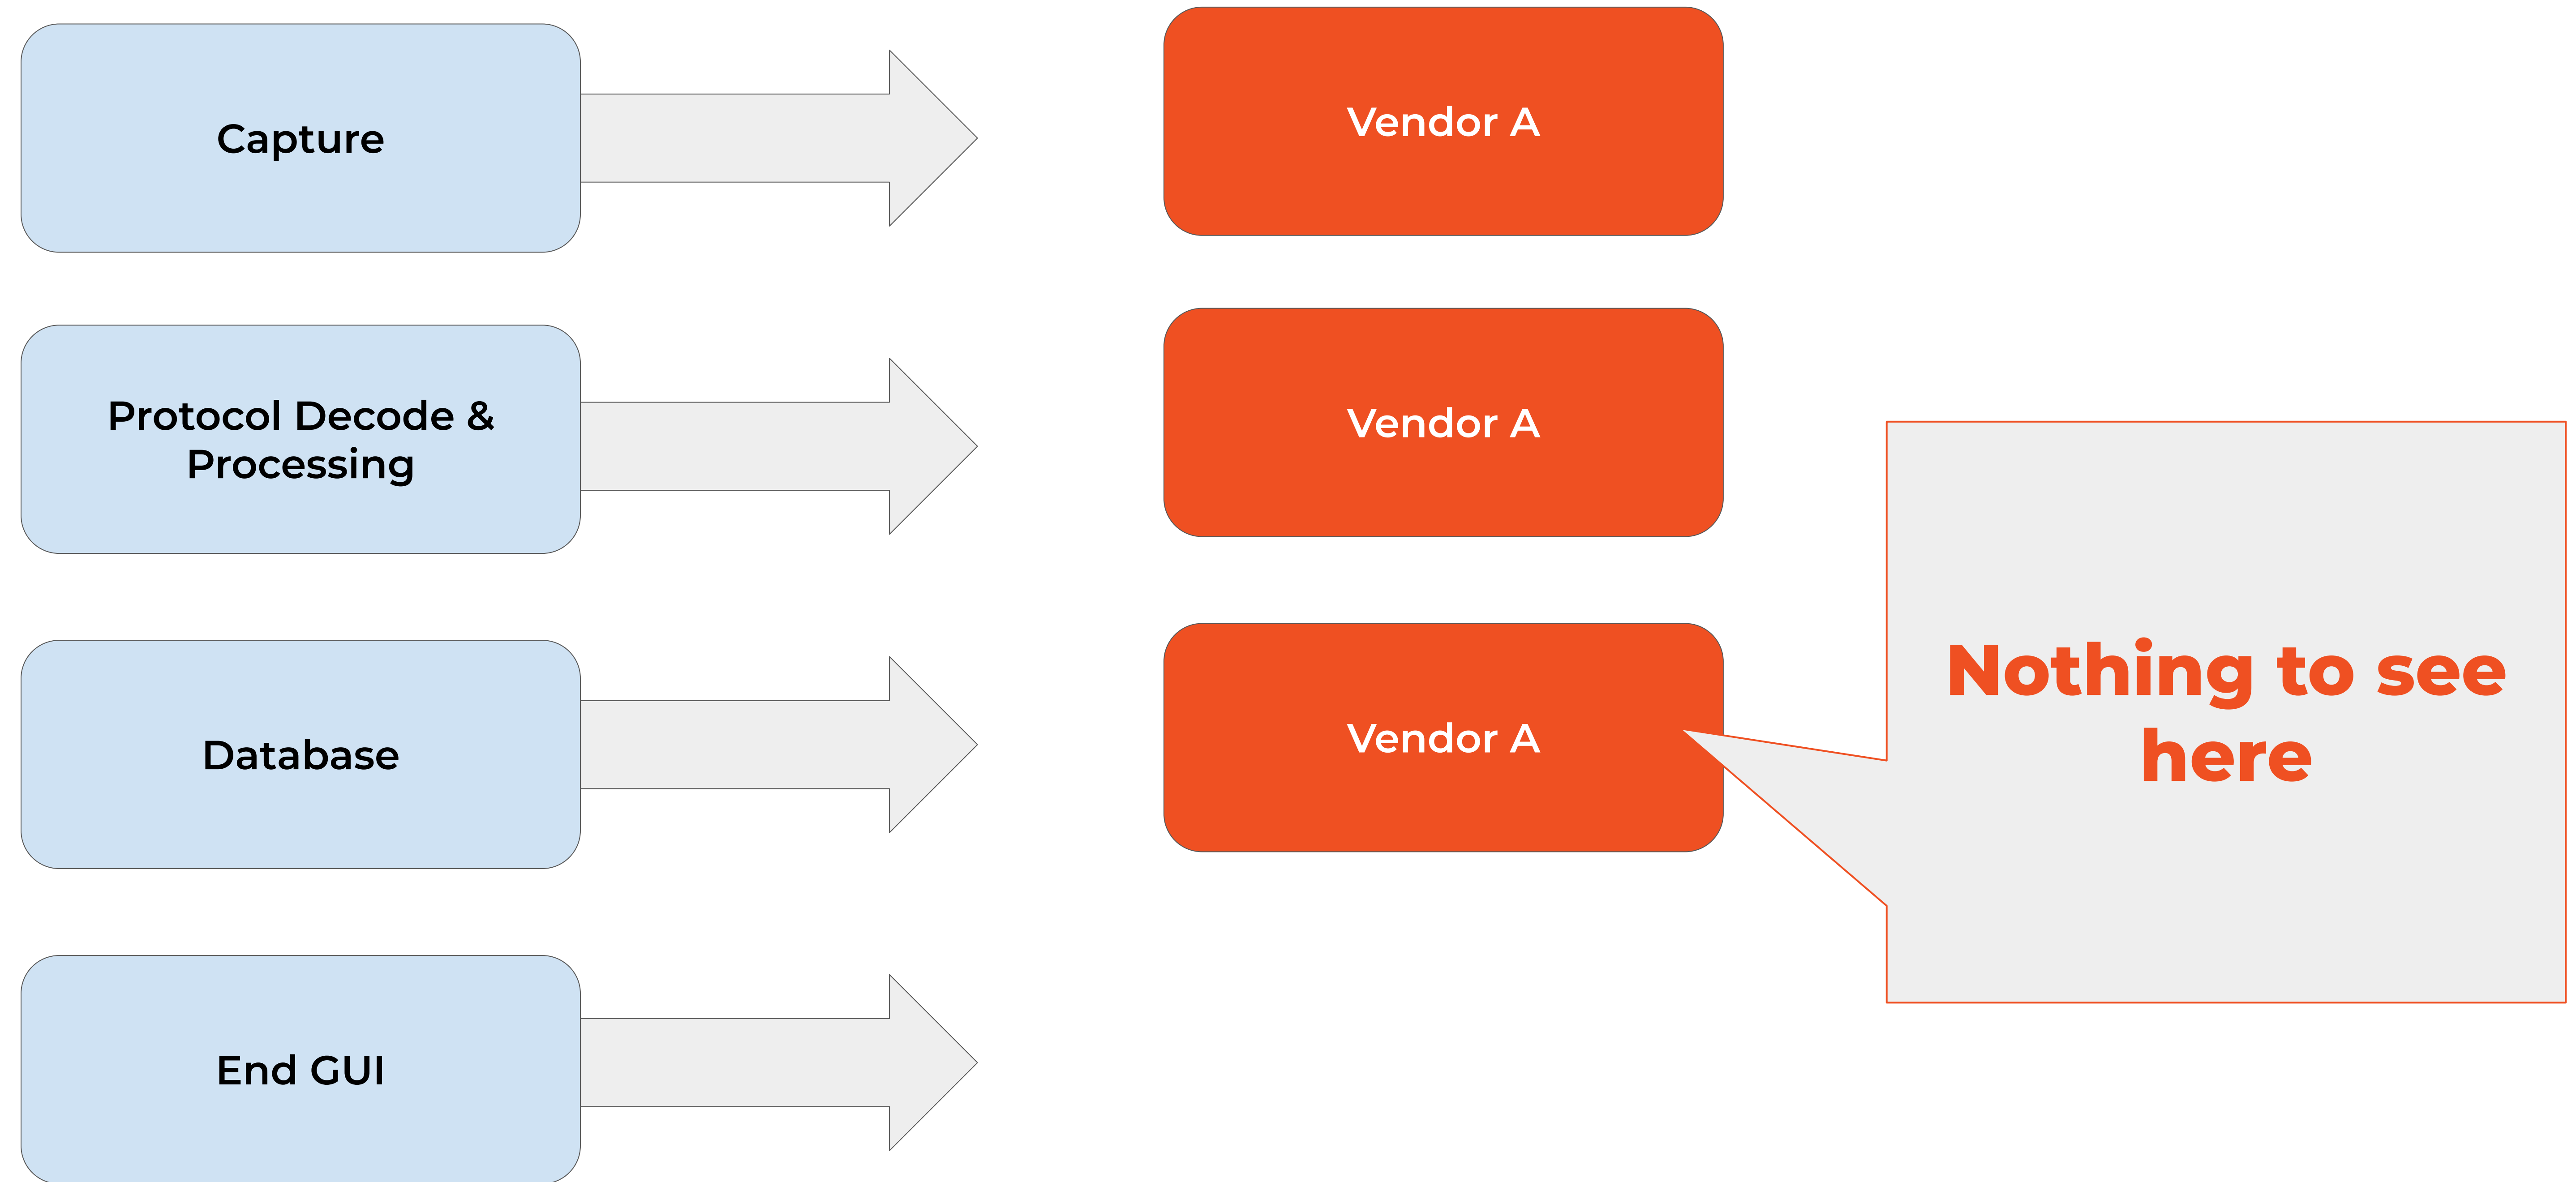 Capture
Vendor A
Protocol Decode &
Processing
Vendor A
Database
Vendor A
Nothing to see
here
End GUI